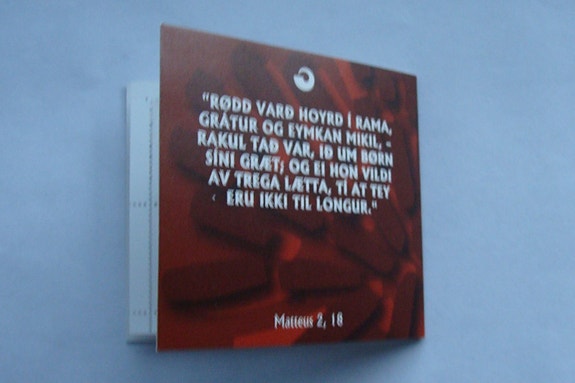 "RØDD VARÐ HOYRD Í RAMA,
GRÁTUR OG EYMKAN MIKIL, -
RAKUL TAÐ VAR, IÐ UM BØRN
SÍNI GRÆT; OG EI HON VILDI
AV TREGA LÆTTA, TÍ AT TEY
ERU IKKI TIL LONGUR."
Matteus 2, 18